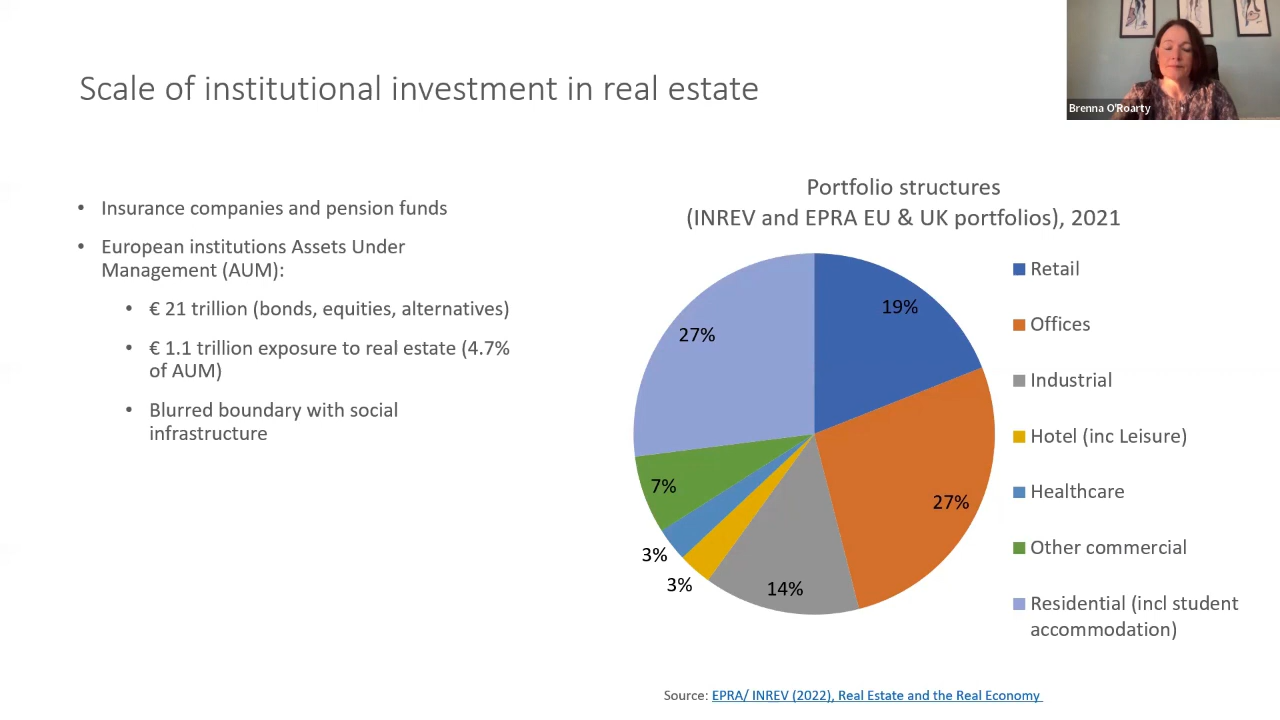 Scale of institutional investment in real estate
Brenna O'Roarty
• Insurance companies and pension funds
• European institutions Assets Under
Management (AUM):
• € 21 trillion (bonds, equities, alternatives)
• € 1.1 trillion exposure to real estate (4.7%
of AUM)
• Blurred boundary with social
infrastructure
Portfolio structures
(INREV and EPRA EU & UK portfolios), 2021
19%
27%
14%
3%
3%
7%
27%
Retail
Offices
Industrial
Hotel (inc Leisure)
Healthcare
Other commercial
Residential (incl student
accommodation)
Source: EPRA/ INREV (2022), Real Estate and the Real Economy